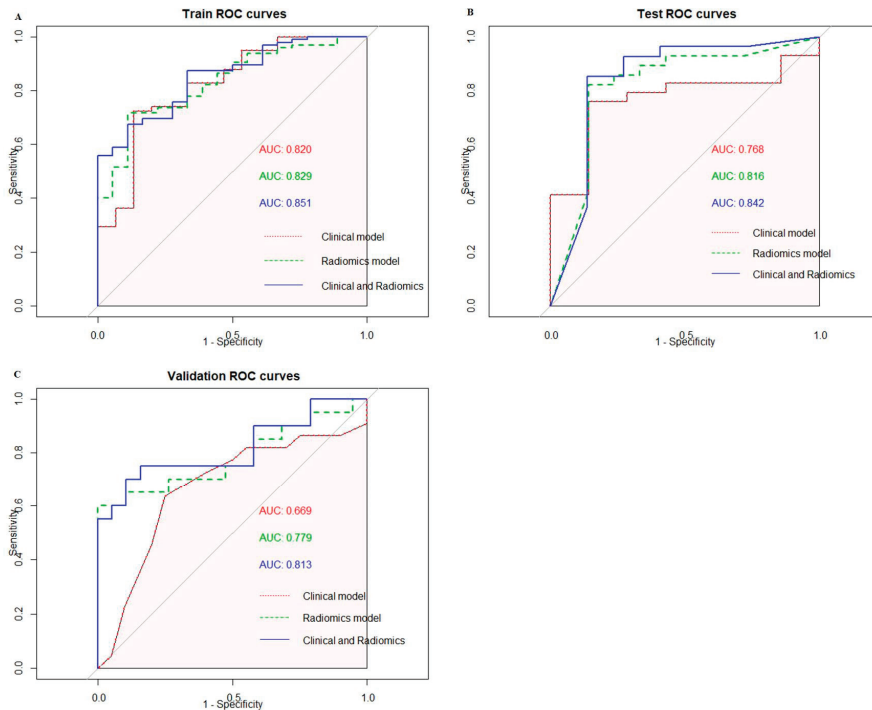 A
Train ROC curves
Sensitivity
0.0 0.2 0.4 0.6 0.8 1.0
AUC: 0.820
AUC: 0.829
AUC: 0.851
Clinical model
Radiomics model
Clinical and Radiomics
0.0 0.5 1.0
1 - Specificity
B
Test ROC curves
Sensitivity
0.0 0.2 0.4 0.6 0.8 1.0
AUC: 0.768
AUC: 0.816
AUC: 0.842
Clinical model
Radiomics model
Clinical and Radiomics
0.0 0.5 1.0
1 - Specificity
C
Validation ROC curves
Sensitivity
0.0 0.2 0.4 0.6 0.8 1.0
AUC: 0.669
AUC: 0.779
AUC: 0.813
Clinical model
Radiomics model
Clinical and Radiomics
0.0 0.5 1.0
1 - Specificity